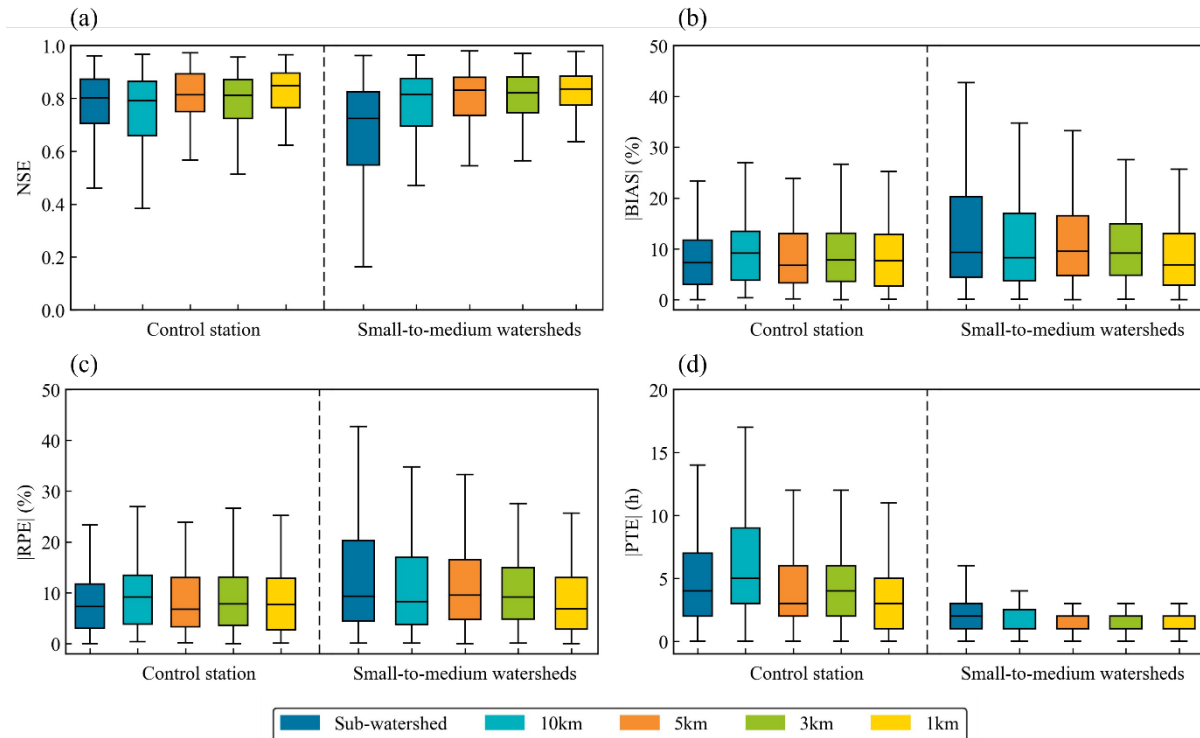 (a)
1.0
0.8
0.6
0.4
0.2
0.0
NSE
Control station
Small-to-medium watersheds
(b)
50
40
30
20
10
0
|BIAS| (%)
Control station
Small-to-medium watersheds
(c)
50
40
30
20
10
0
|RPE| (%)
Control station
Small-to-medium watersheds
(d)
20
15
10
5
0
|PTE| (h)
Control station
Small-to-medium watersheds
Sub-watershed 10km 5km 3km 1km